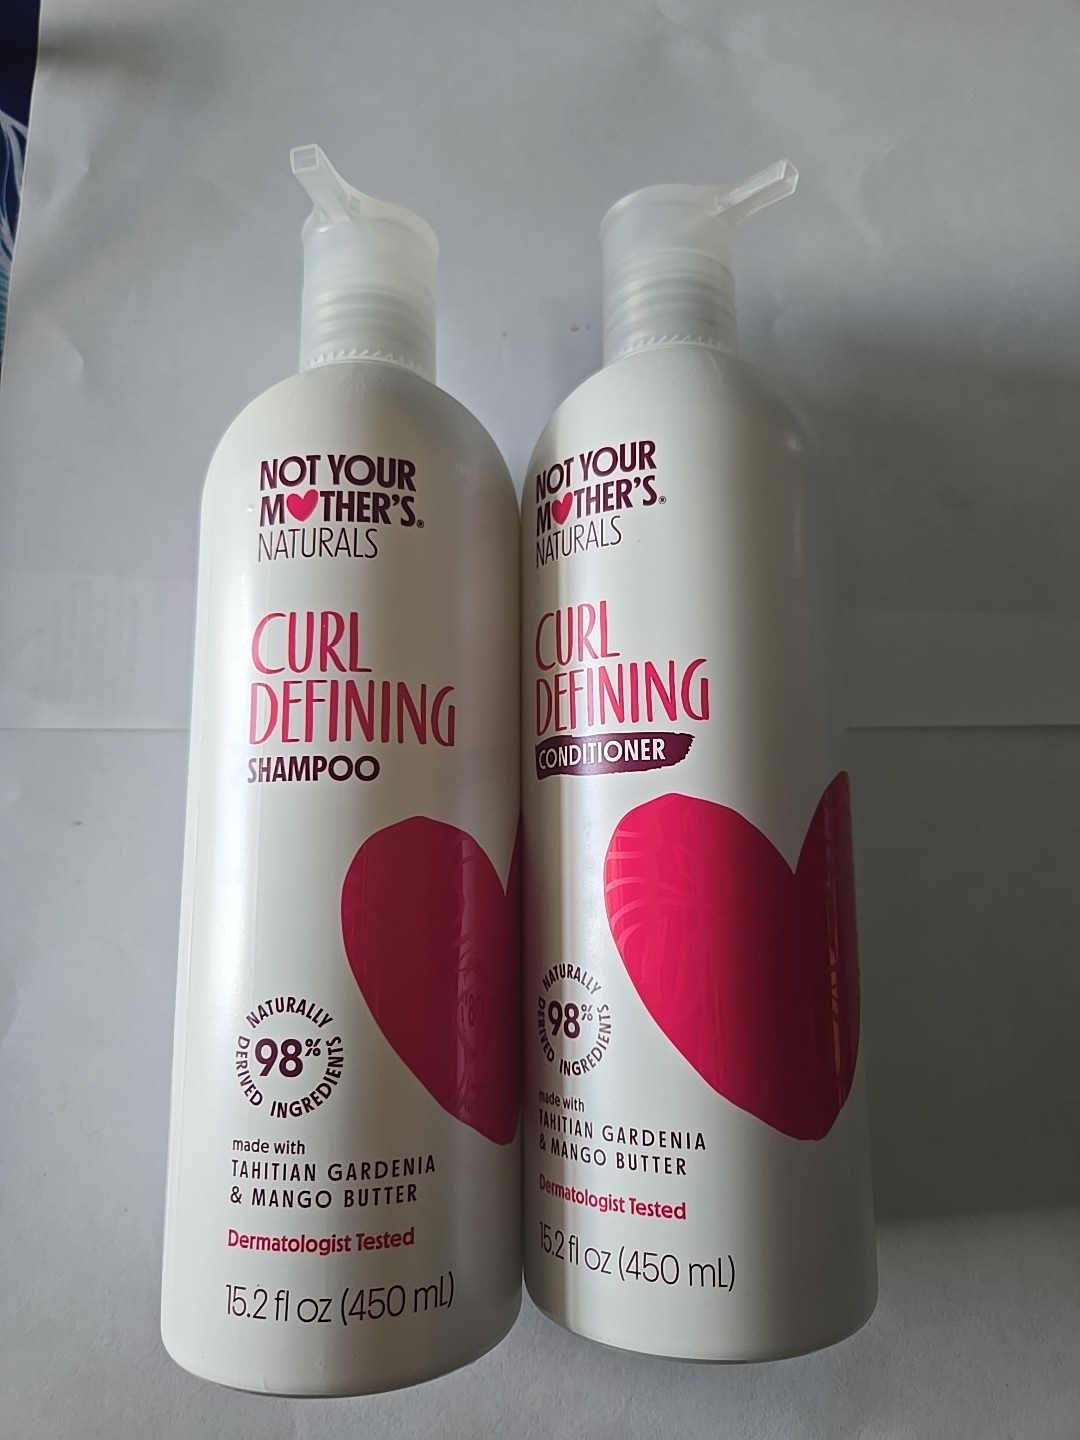 NOT YOUR
MOTHER'S®
NATURALS
CURL
DEFINING
SHAMPOO
NATURALLY
DERIVED
98%
INGREDIENTS
made with
TAHITIAN GARDENIA
& MANGO BUTTER
Dermatologist Tested
15.2 fl oz (450 mL)
NOT YOUR
MOTHER'S®
NATURALS
CURL
DEFINING
CONDITIONER
NATURALLY
DERIVED
98%
INGREDIENTS
made with
TAHITIAN GARDENIA
& MANGO BUTTER
Dermatologist Tested
15.2 fl oz (450 mL)